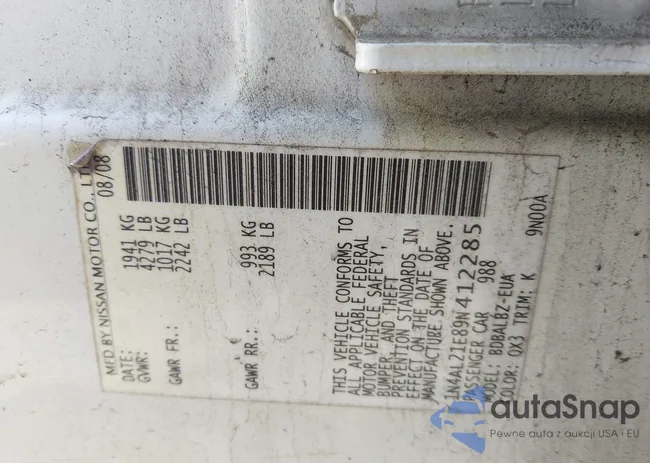 MFD BY NISSAN MOTOR CO., LTD
DATE: 08/08
GVWR: 1941 KG
4279 LB
GAWR FR.: 1017 KG
2242 LB
GAWR RR.: 993 KG
2189 LB
THIS VEHICLE CONFORMS TO
ALL APPLICABLE FEDERAL
MOTOR VEHICLE SAFETY,
BUMPER, AND THEFT
PREVENTION STANDARDS IN
EFFECT ON THE DATE OF
MANUFACTURE SHOWN ABOVE.
1N4AL21E89N412285
PASSENGER CAR 988
MODEL: BDBALBZ-EUA
COLOR: QX3 TRIM: K 9N00A
autaSnap
Pewne auta z aukcji USA i EU